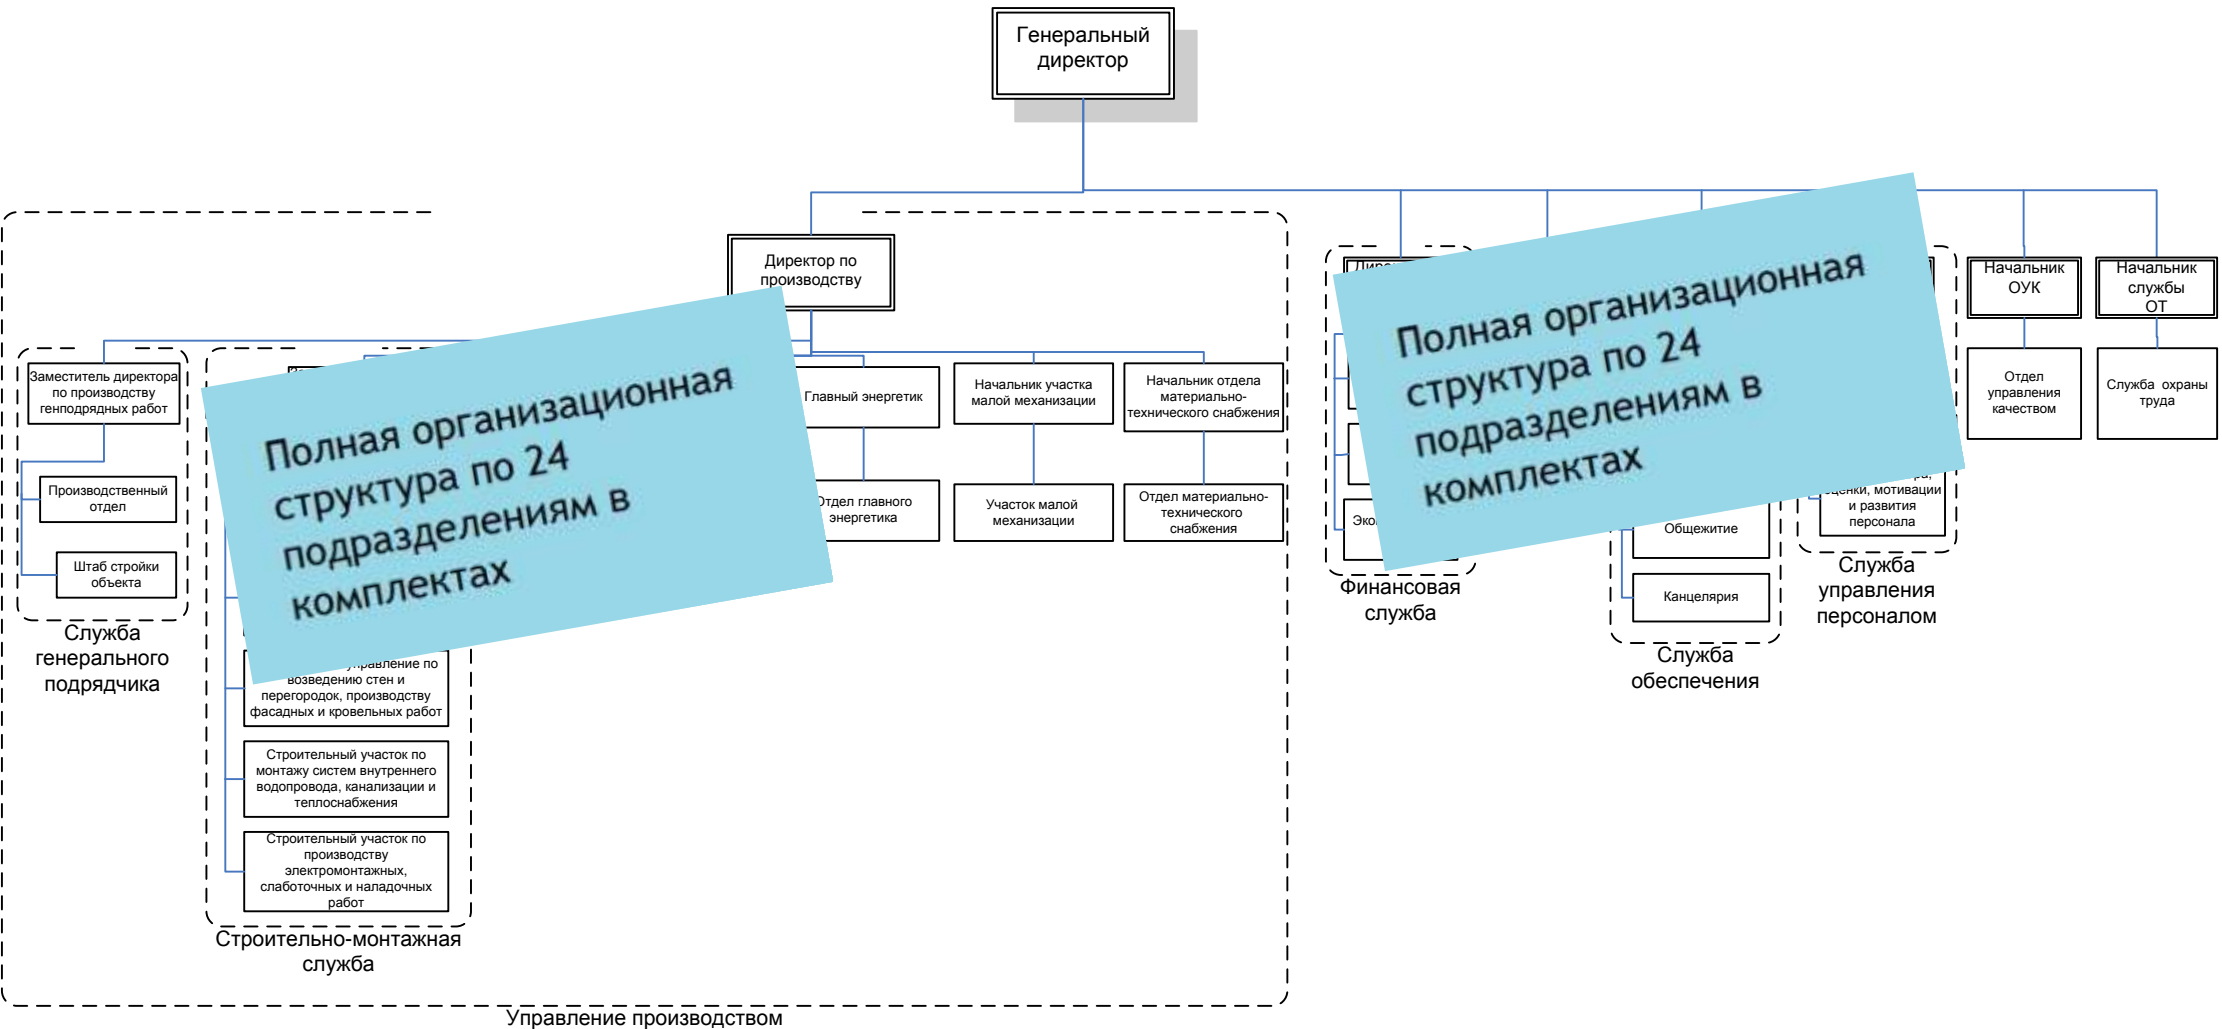 Генеральный
директор
Директор по
производству
Начальник
ОУК
Начальник
службы
ОТ
Заместитель директора
по производству
генподрядных работ
Главный энергетик
Начальник участка
малой механизации
Начальник отдела
материально-
технического снабжения
Отдел
управления
качеством
Служба охраны
труда
Производственный
отдел
Штаб стройки
объекта
Служба
генерального
подрядчика
Полная организационная
структура по 24
подразделениям в
комплектах
Отдел главного
энергетика
Участок малой
механизации
Отдел материально-
технического
снабжения
Полная организационная
структура по 24
подразделениям в
комплектах
мотивации
и развития
персонала
Общежитие
Канцелярия
Финансовая
служба
Служба
обеспечения
Служба
управления
персоналом
возведению стен и
перегородок, производству
фасадных и кровельных работ
Строительный участок по
монтажу систем внутреннего
водопровода, канализации и
теплоснабжения
Строительный участок по
производству
электромонтажных,
слаботочных и наладочных
работ
Строительно-монтажная
служба
Управление производством